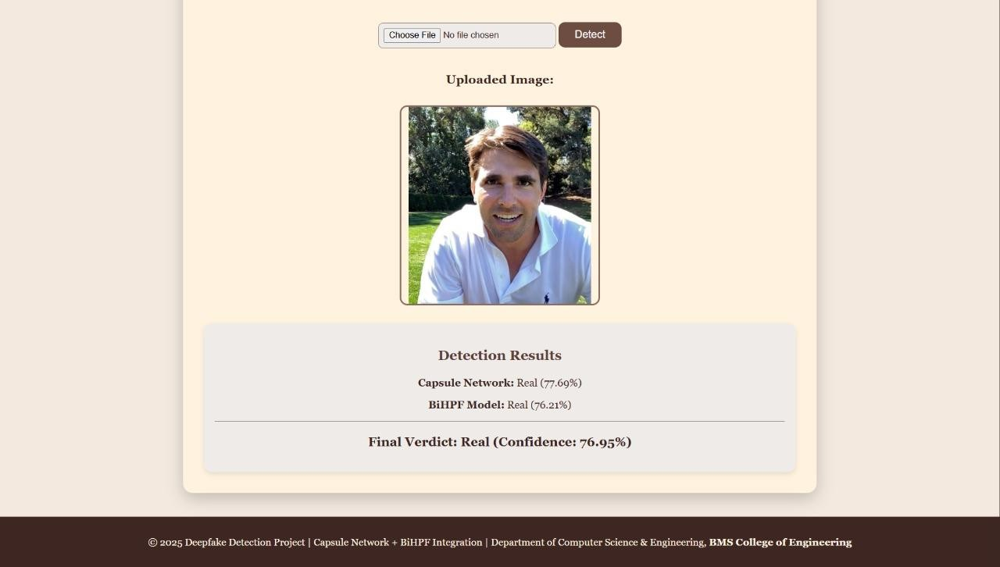 Choose File No file chosen Detect
Uploaded Image:
Detection Results
Capsule Network: Real (77.69%)
BiHPF Model: Real (76.21%)
Final Verdict: Real (Confidence: 76.95%)
© 2025 Deepfake Detection Project | Capsule Network + BiHPF Integration | Department of Computer Science & Engineering, BMS College of Engineering